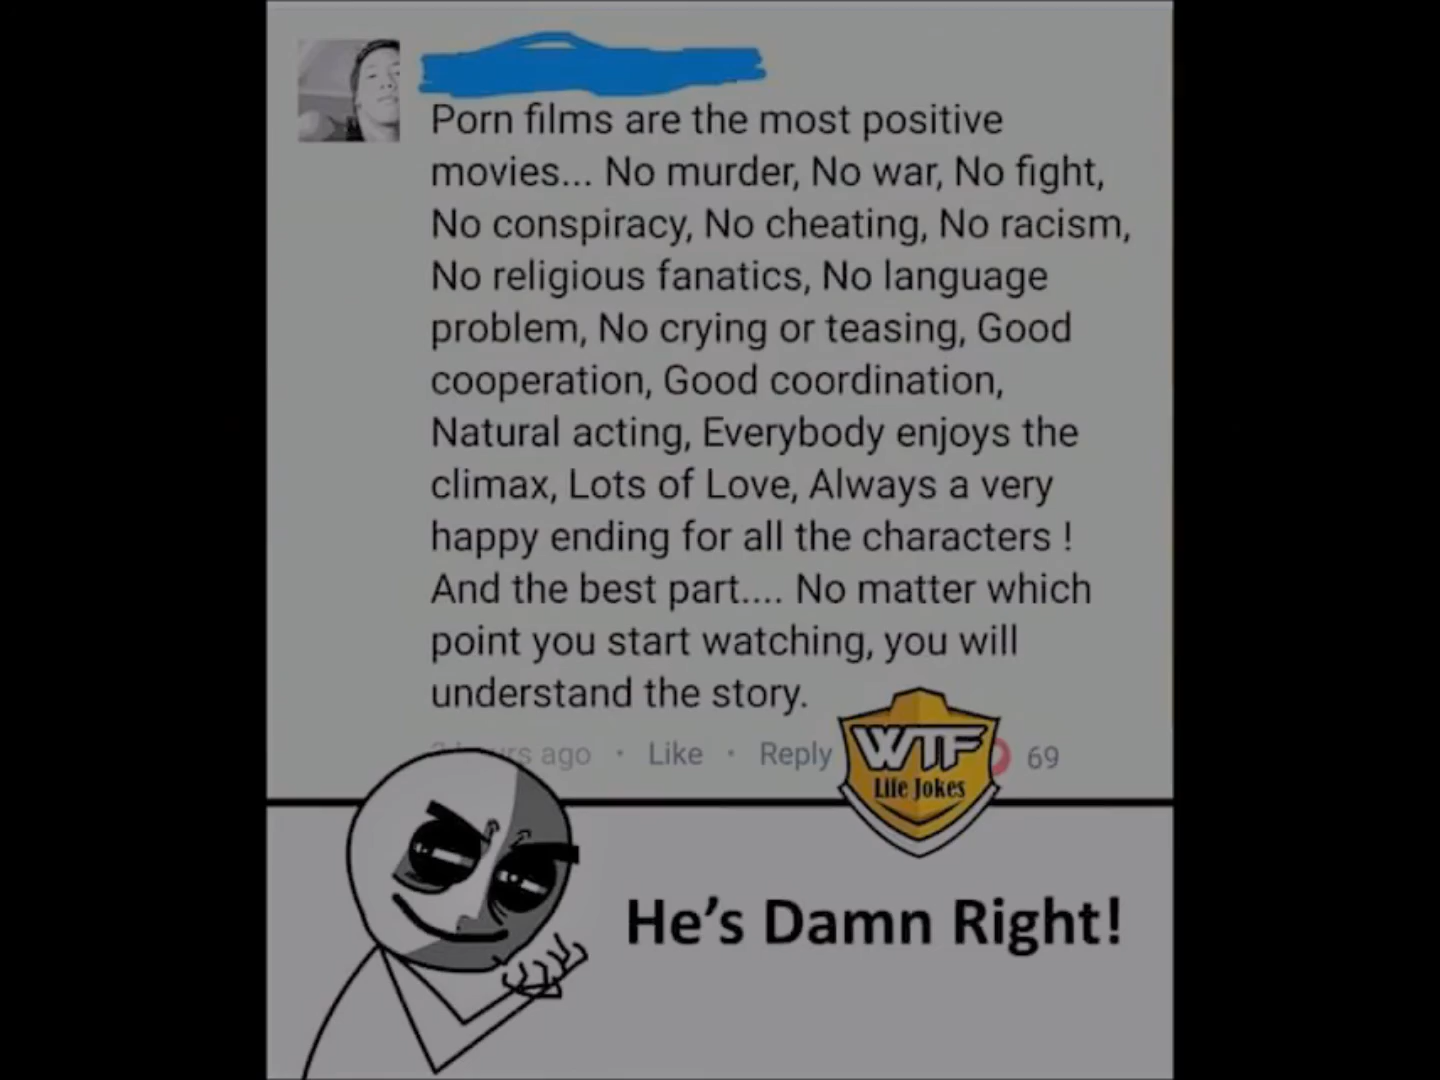 Porn films are the most positive
movies... No murder, No war, No fight,
No conspiracy, No cheating, No racism,
No religious fanatics, No language
problem, No crying or teasing, Good
cooperation, Good coordination,
Natural acting, Everybody enjoys the
climax, Lots of Love, Always a very
happy ending for all the characters !
And the best part.... No matter which
point you start watching, you will
understand the story.
ago · Like · Reply 69
WTF
Life Jokes
He's Damn Right!